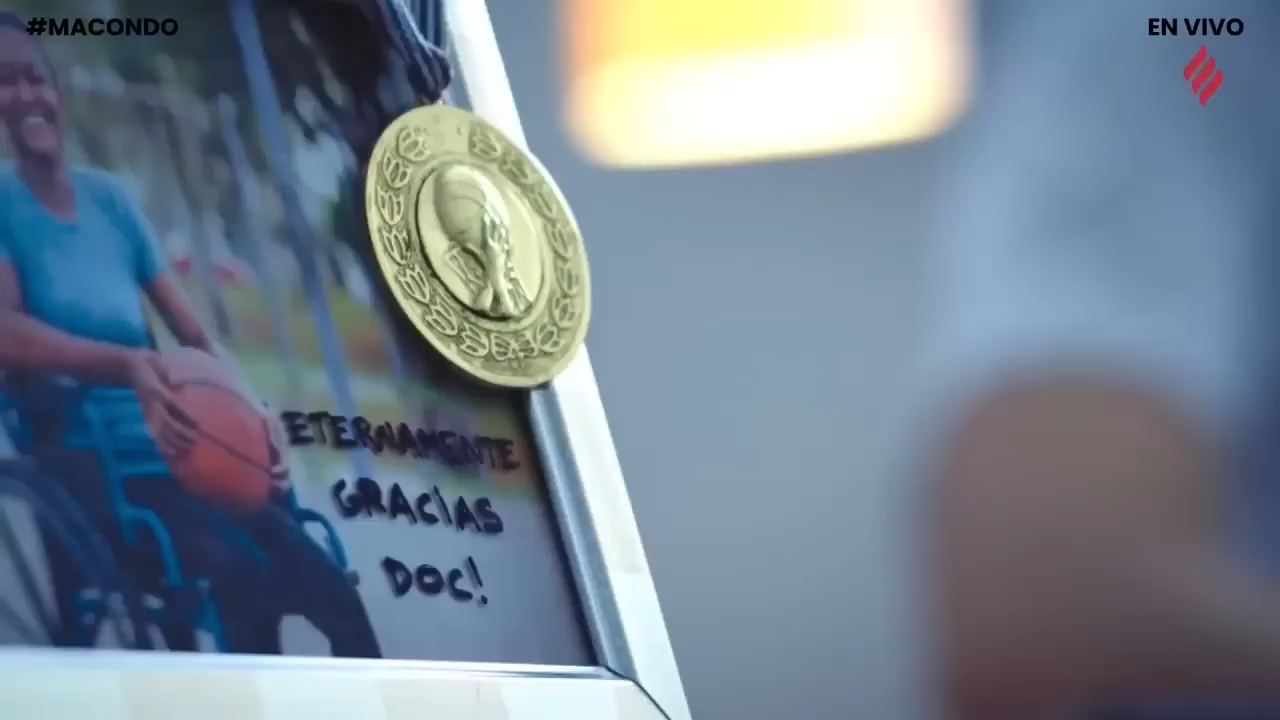 #MACONDO
EN VIVO
ETERNAMENTE
GRACIAS
DOC!